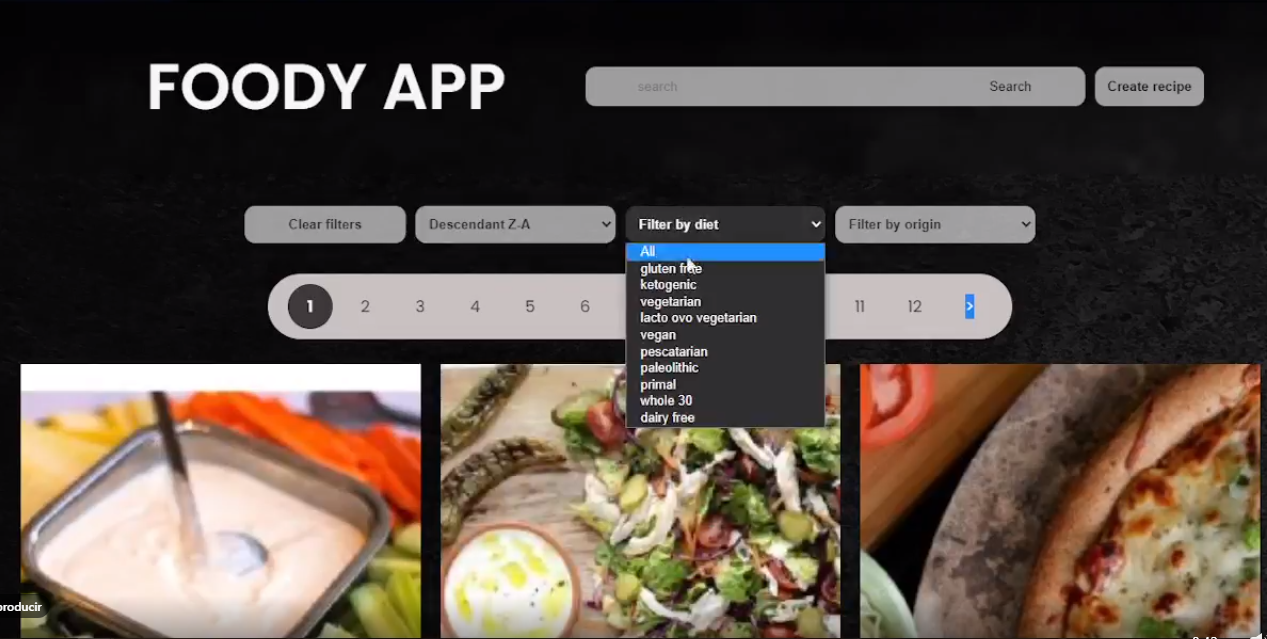 FOODY APP
search
Search
Create recipe
Clear filters
Descendant Z-A
Filter by diet
Filter by origin
All
gluten free
ketogenic
vegetarian
lacto ovo vegetarian
vegan
pescatarian
paleolithic
primal
whole 30
dairy free
1 2 3 4 5 6 11 12 >
producir